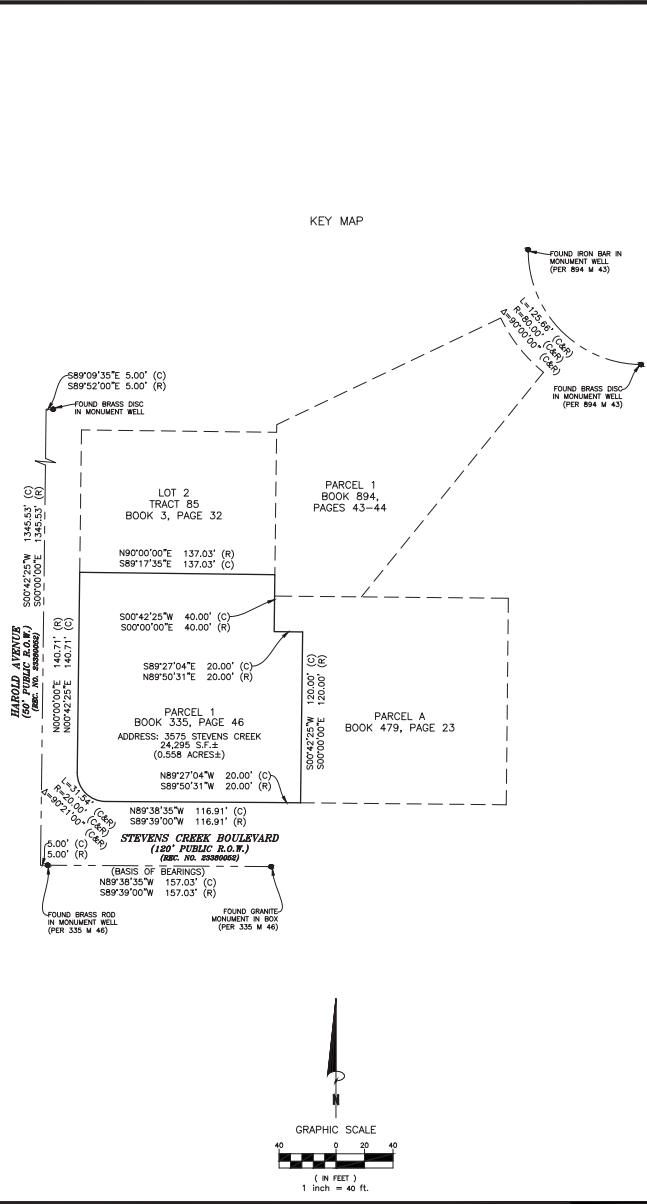 KEY MAP
FOUND IRON BAR IN
MONUMENT WELL
(PER 894 M 43)
L=125.66' (C&R)
R=80.00' (C&R)
Δ=90°00'00" (C&R)
FOUND BRASS DISC
IN MONUMENT WELL
(PER 894 M 43)
S89°09'35"E 5.00' (C)
S89°52'00"E 5.00' (R)
FOUND BRASS DISC
IN MONUMENT WELL
LOT 2
TRACT 85
BOOK 3, PAGE 32
PARCEL 1
BOOK 894,
PAGES 43-44
S00°42'25"W 1345.53' (C)
S00°00'00"E 1345.53' (R)
N90°00'00"E 137.03' (R)
S89°17'35"E 137.03' (C)
S00°42'25"W 40.00' (C)
S00°00'00"E 40.00' (R)
HAROLD AVENUE
(50' PUBLIC R.O.W.)
(REC. NO. 23380052)
N00°00'00"E 140.71' (R)
N00°42'25"E 140.71' (C)
S89°27'04"E 20.00' (C)
N89°50'31"E 20.00' (R)
S00°42'25"W 120.00' (C)
S00°00'00"E 120.00' (R)
PARCEL 1
BOOK 335, PAGE 46
ADDRESS: 3575 STEVENS CREEK
24,295 S.F.±
(0.558 ACRES±)
PARCEL A
BOOK 479, PAGE 23
N89°27'04"W 20.00' (C)
S89°50'31"W 20.00' (R)
L=31.54' (C&R)
R=20.00' (C&R)
Δ=90°21'00" (C&R)
N89°38'35"W 116.91' (C)
S89°39'00"W 116.91' (R)
STEVENS CREEK BOULEVARD
(120' PUBLIC R.O.W.)
(REC. NO. 23380052)
5.00' (C)
5.00' (R)
(BASIS OF BEARINGS)
N89°38'35"W 157.03' (C)
S89°39'00"W 157.03' (R)
FOUND BRASS ROD
IN MONUMENT WELL
(PER 335 M 46)
FOUND GRANITE
MONUMENT IN BOX
(PER 335 M 46)
N
GRAPHIC SCALE
40 0 20 40
( IN FEET )
1 inch = 40 ft.